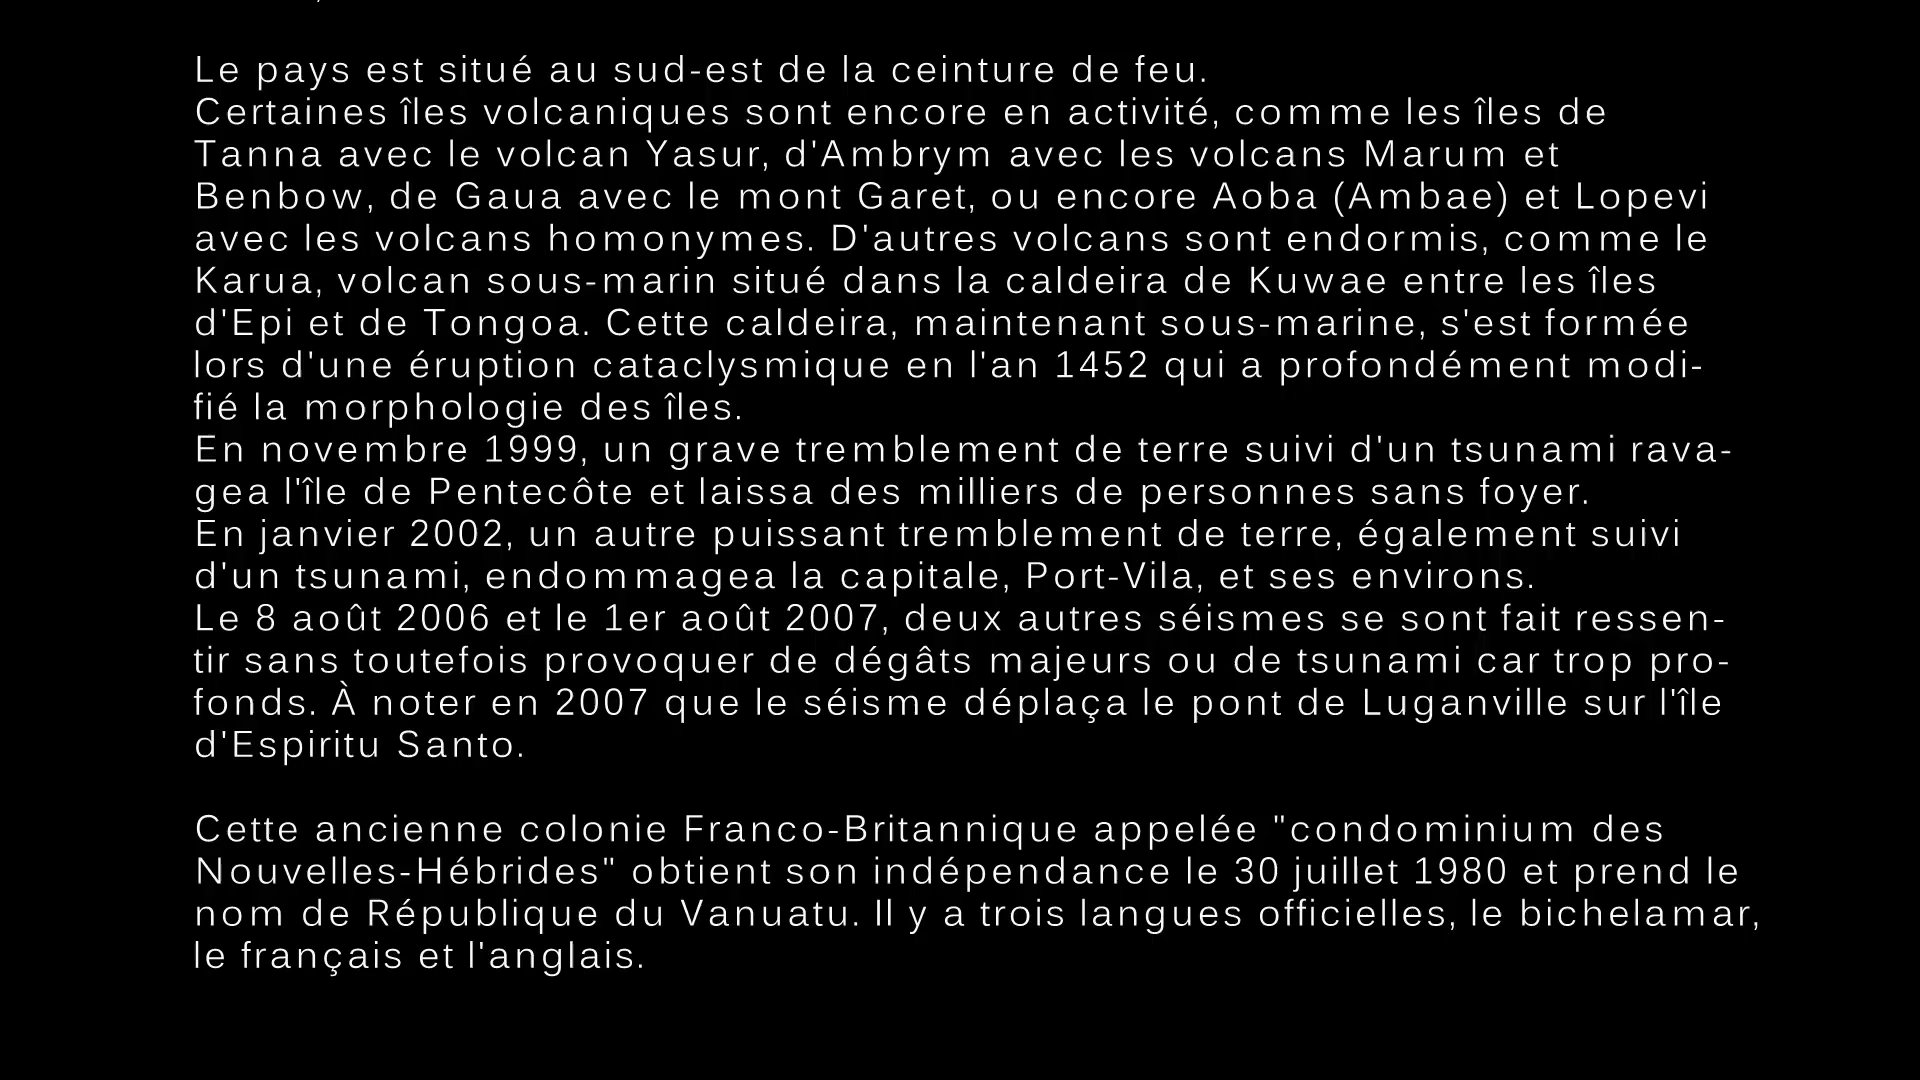 Le pays est situé au sud-est de la ceinture de feu.
Certaines îles volcaniques sont encore en activité, comme les îles de
Tanna avec le volcan Yasur, d'Ambrym avec les volcans Marum et
Benbow, de Gaua avec le mont Garet, ou encore Aoba (Ambae) et Lopevi
avec les volcans homonymes. D'autres volcans sont endormis, comme le
Karua, volcan sous-marin situé dans la caldeira de Kuwae entre les îles
d'Epi et de Tongoa. Cette caldeira, maintenant sous-marine, s'est formée
lors d'une éruption cataclysmique en l'an 1452 qui a profondément modi-
fié la morphologie des îles.
En novembre 1999, un grave tremblement de terre suivi d'un tsunami rava-
gea l'île de Pentecôte et laissa des milliers de personnes sans foyer.
En janvier 2002, un autre puissant tremblement de terre, également suivi
d'un tsunami, endommagea la capitale, Port-Vila, et ses environs.
Le 8 août 2006 et le 1er août 2007, deux autres séismes se sont fait ressen-
tir sans toutefois provoquer de dégâts majeurs ou de tsunami car trop pro-
fonds. À noter en 2007 que le séisme déplaça le pont de Luganville sur l'île
d'Espiritu Santo.
Cette ancienne colonie Franco-Britannique appelée "condominium des
Nouvelles-Hébrides" obtient son indépendance le 30 juillet 1980 et prend le
nom de République du Vanuatu. Il y a trois langues officielles, le bichelamar,
le français et l'anglais.